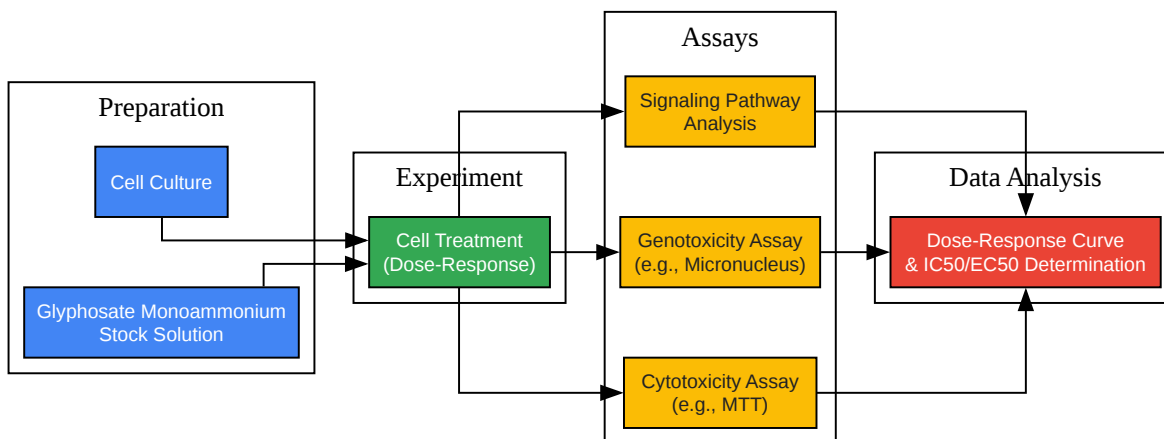 Preparation
Cell Culture
Glyphosate Monoammonium
Stock Solution
Experiment
Cell Treatment
(Dose-Response)
Assays
Signaling Pathway
Analysis
Genotoxicity Assay
(e.g., Micronucleus)
Cytotoxicity Assay
(e.g., MTT)
Data Analysis
Dose-Response Curve
& IC50/EC50 Determination